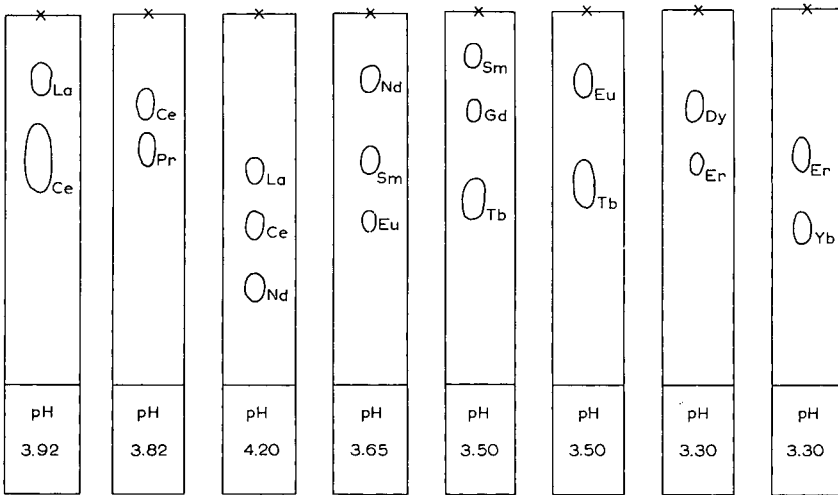 x
La
Ce
pH
3.92
x
Ce
Pr
pH
3.82
x
La
Ce
Nd
pH
4.20
x
Nd
Sm
Eu
pH
3.65
x
Sm
Gd
Tb
pH
3.50
x
Eu
Tb
pH
3.50
x
Dy
Er
pH
3.30
x
Er
Yb
pH
3.30